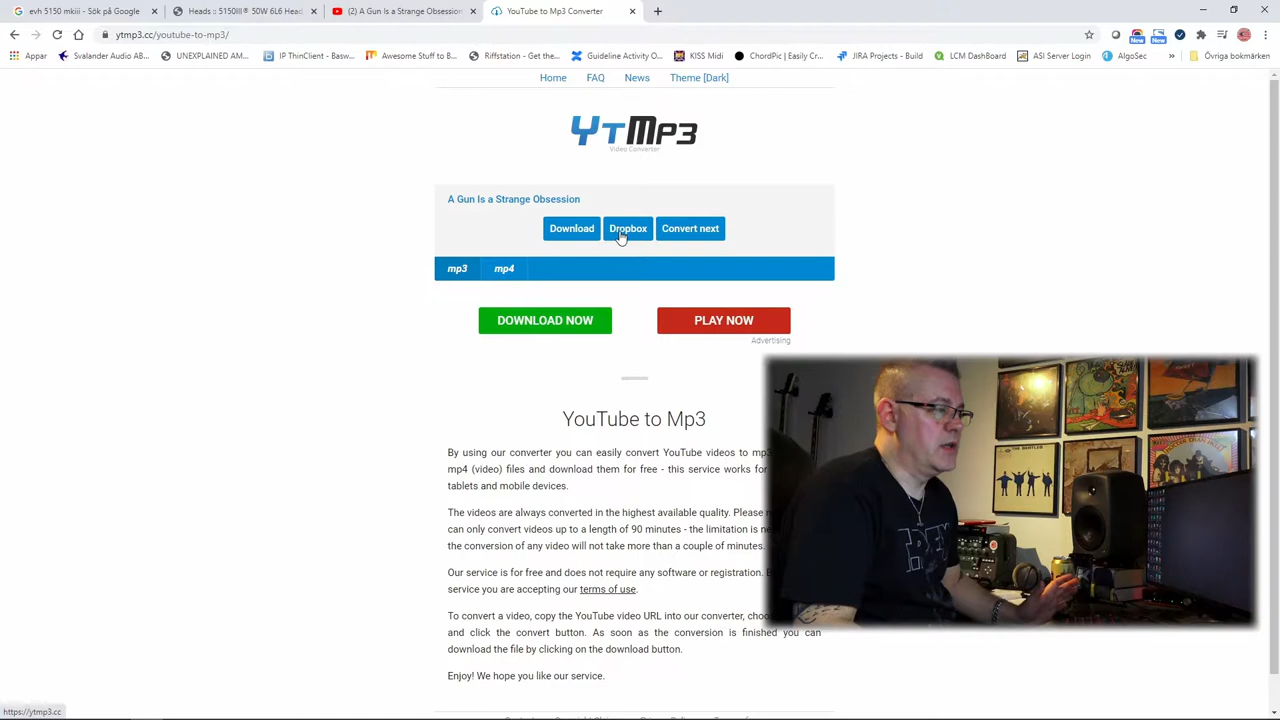 evh 5150 mkiii - Sök på Google
Heads :: 5150III® 50W 6L6 Head
(2) A Gun Is a Strange Obsession
YouTube to Mp3 Converter
ytmp3.cc/youtube-to-mp3/
Appar
Svalander Audio AB...
UNEXPLAINED AMER...
IP ThinClient - Basw...
Awesome Stuff to B...
Riffstation - Get the...
Guideline Activity O...
KISS Midi
ChordPic | Easily Cr...
JIRA Projects - Build
LCM DashBoard
ASI Server Login
AlgoSec
»
Övriga bokmärken
New
New
Home FAQ News Theme [Dark]
YTMP3
Video Converter
A Gun Is a Strange Obsession
Download Dropbox Convert next
mp3 mp4
DOWNLOAD NOW PLAY NOW
Advertising
YouTube to Mp3
By using our converter you can easily convert YouTube videos to mp3
mp4 (video) files and download them for free - this service works for
tablets and mobile devices.
The videos are always converted in the highest available quality. Please
can only convert videos up to a length of 90 minutes - the limitation is
the conversion of any video will not take more than a couple of minutes.
Our service is for free and does not require any software or registration.
service you are accepting our terms of use.
To convert a video, copy the YouTube video URL into our converter,
and click the convert button. As soon as the conversion is finished you can
download the file by clicking on the download button.
Enjoy! We hope you like our service.
THE BEATLES
HELP!
https://ytmp3.cc